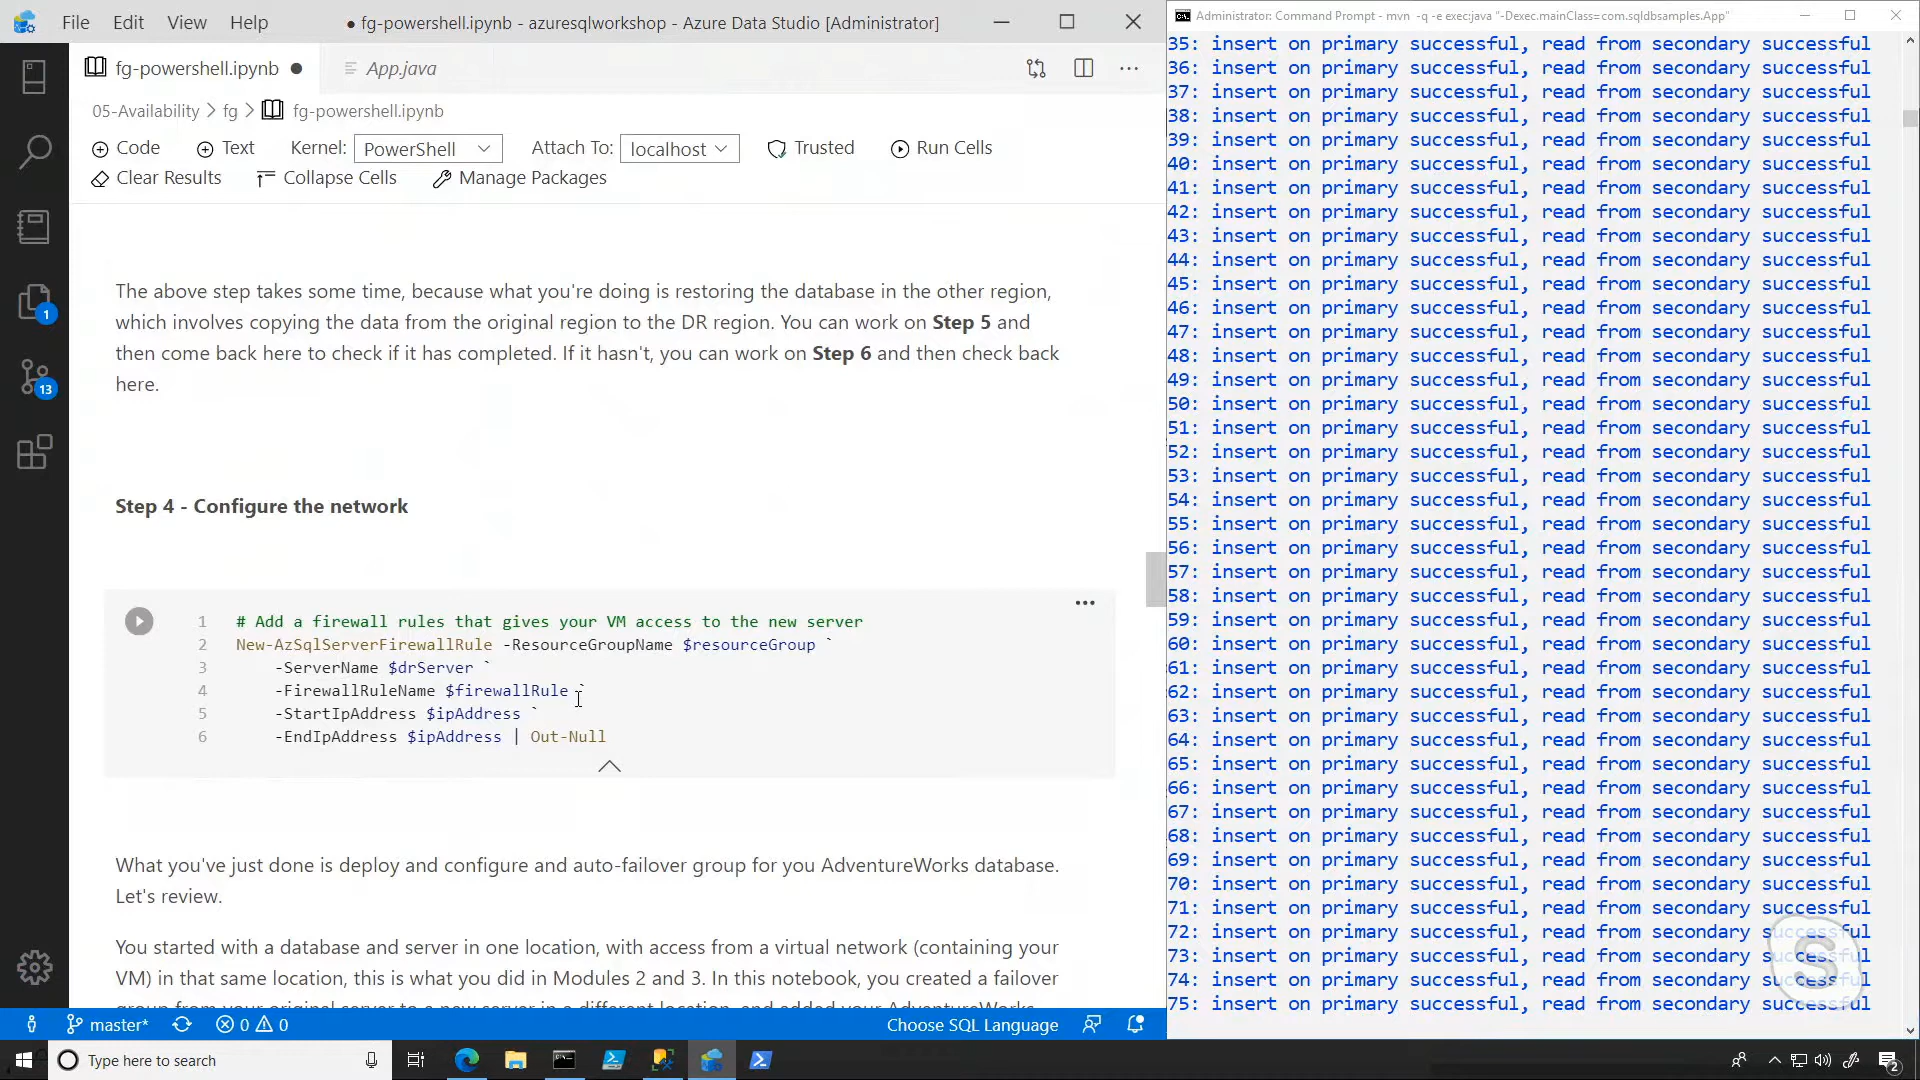 File Edit View Help
● fg-powershell.ipynb - azuresqlworkshop - Azure Data Studio [Administrator]
fg-powershell.ipynb ●
App.java
05-Availability > fg > fg-powershell.ipynb
Code
Text
Kernel: PowerShell
Attach To: localhost
Trusted
Run Cells
Clear Results
Collapse Cells
Manage Packages
1
13
The above step takes some time, because what you're doing is restoring the database in the other region,
which involves copying the data from the original region to the DR region. You can work on Step 5 and
then come back here to check if it has completed. If it hasn't, you can work on Step 6 and then check back
here.
Step 4 - Configure the network
1 # Add a firewall rules that gives your VM access to the new server
2 New-AzSqlServerFirewallRule -ResourceGroupName $resourceGroup `
3 -ServerName $drServer `
4 -FirewallRuleName $firewallRule `
5 -StartIpAddress $ipAddress `
6 -EndIpAddress $ipAddress | Out-Null
What you've just done is deploy and configure and auto-failover group for you AdventureWorks database.
Let's review.
You started with a database and server in one location, with access from a virtual network (containing your
VM) in that same location, this is what you did in Modules 2 and 3. In this notebook, you created a failover
group from your original server to a new server in a different location, and added your AdventureWorks
master*
0 0
Choose SQL Language
Administrator: Command Prompt - mvn -q -e exec:java "-Dexec.mainClass=com.sqldbsamples.App"
35: insert on primary successful, read from secondary successful
36: insert on primary successful, read from secondary successful
37: insert on primary successful, read from secondary successful
38: insert on primary successful, read from secondary successful
39: insert on primary successful, read from secondary successful
40: insert on primary successful, read from secondary successful
41: insert on primary successful, read from secondary successful
42: insert on primary successful, read from secondary successful
43: insert on primary successful, read from secondary successful
44: insert on primary successful, read from secondary successful
45: insert on primary successful, read from secondary successful
46: insert on primary successful, read from secondary successful
47: insert on primary successful, read from secondary successful
48: insert on primary successful, read from secondary successful
49: insert on primary successful, read from secondary successful
50: insert on primary successful, read from secondary successful
51: insert on primary successful, read from secondary successful
52: insert on primary successful, read from secondary successful
53: insert on primary successful, read from secondary successful
54: insert on primary successful, read from secondary successful
55: insert on primary successful, read from secondary successful
56: insert on primary successful, read from secondary successful
57: insert on primary successful, read from secondary successful
58: insert on primary successful, read from secondary successful
59: insert on primary successful, read from secondary successful
60: insert on primary successful, read from secondary successful
61: insert on primary successful, read from secondary successful
62: insert on primary successful, read from secondary successful
63: insert on primary successful, read from secondary successful
64: insert on primary successful, read from secondary successful
65: insert on primary successful, read from secondary successful
66: insert on primary successful, read from secondary successful
67: insert on primary successful, read from secondary successful
68: insert on primary successful, read from secondary successful
69: insert on primary successful, read from secondary successful
70: insert on primary successful, read from secondary successful
71: insert on primary successful, read from secondary successful
72: insert on primary successful, read from secondary successful
73: insert on primary successful, read from secondary successful
74: insert on primary successful, read from secondary successful
75: insert on primary successful, read from secondary successful
S
Type here to search
2